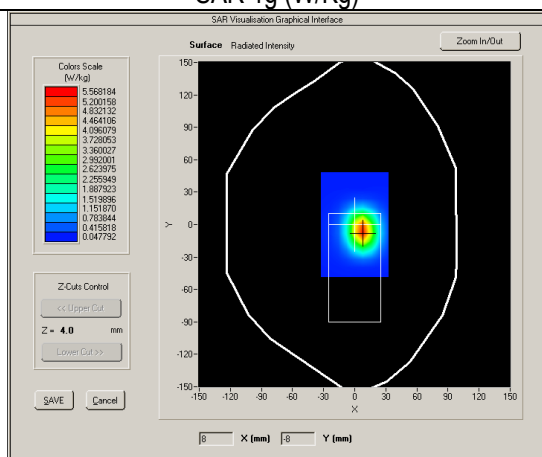 SAR 1g (W/Kg)
SAR Visualisation Graphical Interface
Surface Radiated Intensity
Zoom In/Out
Colors Scale
(W/kg)
5.568184
5.200158
4.832132
4.464106
4.096079
3.728053
3.360027
2.992001
2.623975
2.255949
1.887923
1.519896
1.151870
0.783844
0.415818
0.047792
150-
120-
90-
60-
30-
0-
-30-
-60-
-90-
-120-
-150-
Y
-150 -120 -90 -60 -30 0 30 60 90 120 150
X
Z-Cuts Control
<< Upper Cut
Z = 4.0 mm
Lower Cut >>
SAVE Cancel
8 X (mm) -8 Y (mm)